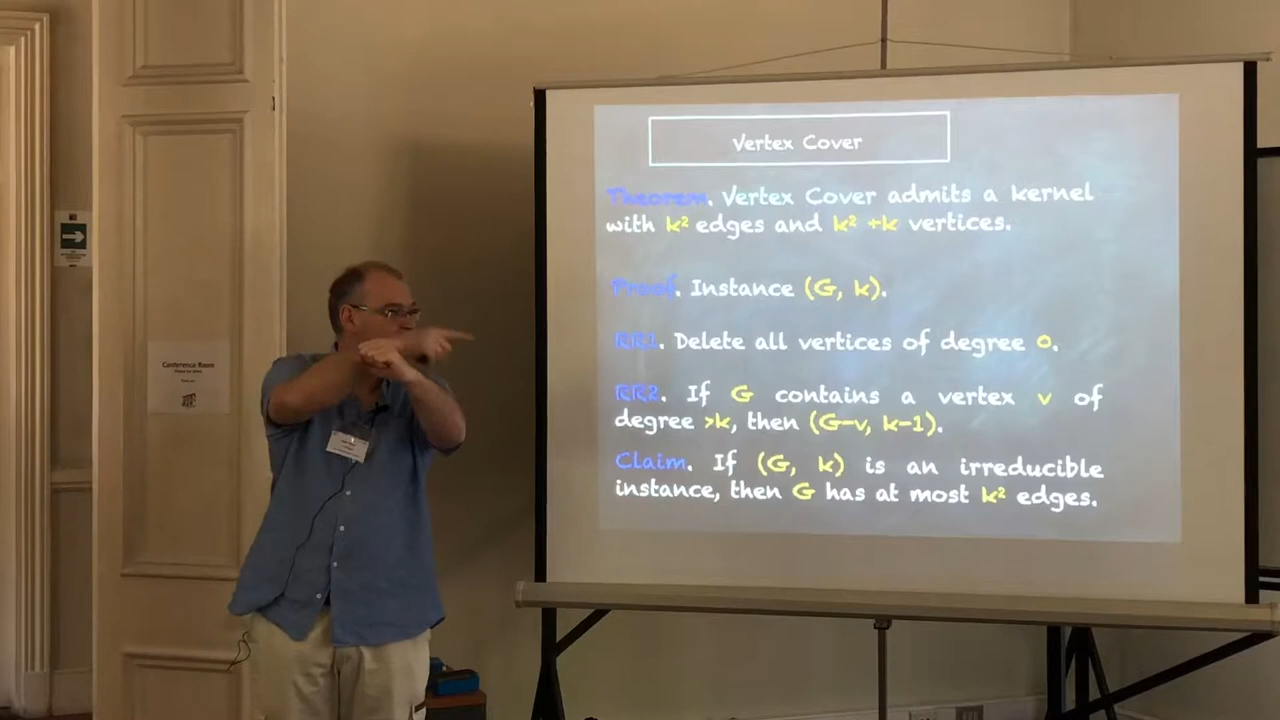 Vertex Cover
Theorem. Vertex Cover admits a kernel
with k² edges and k² +k vertices.
Proof. Instance (G, k).
RR1. Delete all vertices of degree 0.
RR2. If G contains a vertex v of
degree >k, then (G-v, k-1).
Claim. If (G, k) is an irreducible
instance, then G has at most k² edges.
Conference Room